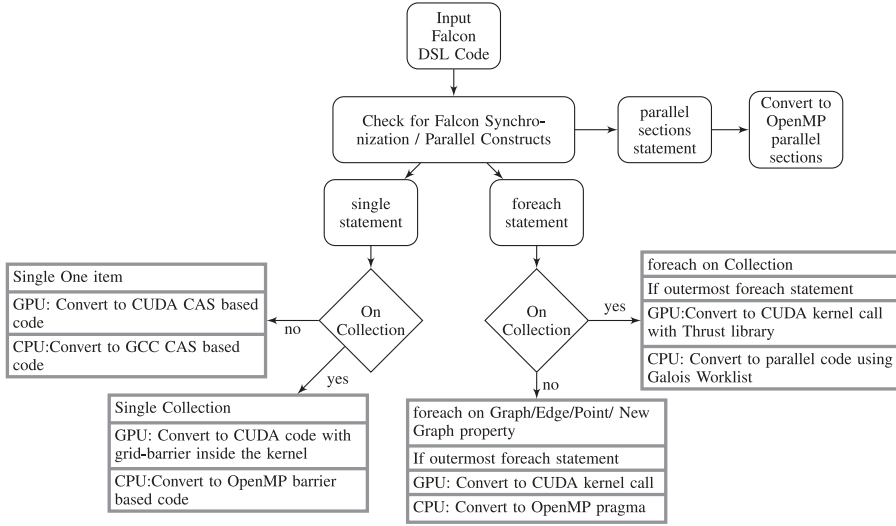 Input
Falcon
DSL Code
Check for Falcon Synchro-
nization / Parallel Constructs
parallel
sections
statement
Convert to
OpenMP
parallel
sections
single
statement
foreach
statement
On
Collection
no
yes
On
Collection
yes
no
Single One item
GPU: Convert to CUDA CAS based
code
CPU:Convert to GCC CAS based
code
Single Collection
GPU: Convert to CUDA code with
grid-barrier inside the kernel
CPU:Convert to OpenMP barrier
based code
foreach on Graph/Edge/Point/ New
Graph property
If outermost foreach statement
GPU: Convert to CUDA kernel call
CPU: Convert to OpenMP pragma
foreach on Collection
If outermost foreach statement
GPU:Convert to CUDA kernel call
with Thrust library
CPU: Convert to parallel code using
Galois Worklist